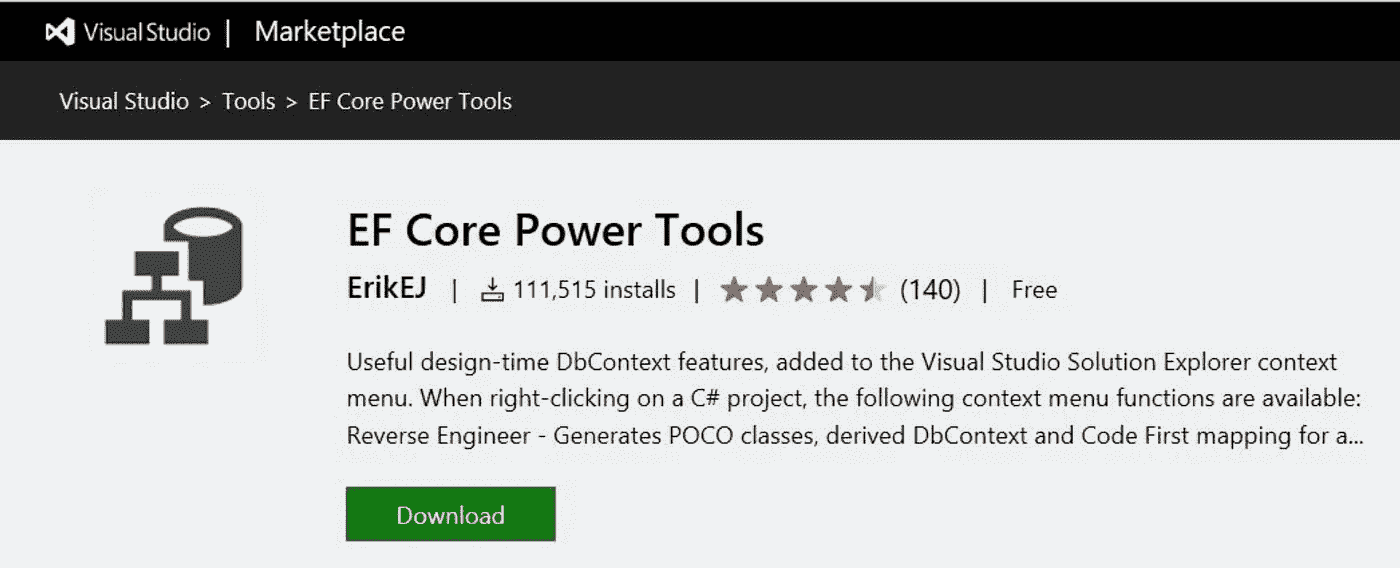 Visual Studio | Marketplace
Visual Studio > Tools > EF Core Power Tools
EF Core Power Tools
ErikEJ | 111,515 installs | (140) | Free
Useful design-time DbContext features, added to the Visual Studio Solution Explorer context
menu. When right-clicking on a C# project, the following context menu functions are available:
Reverse Engineer - Generates POCO classes, derived DbContext and Code First mapping for a...
Download